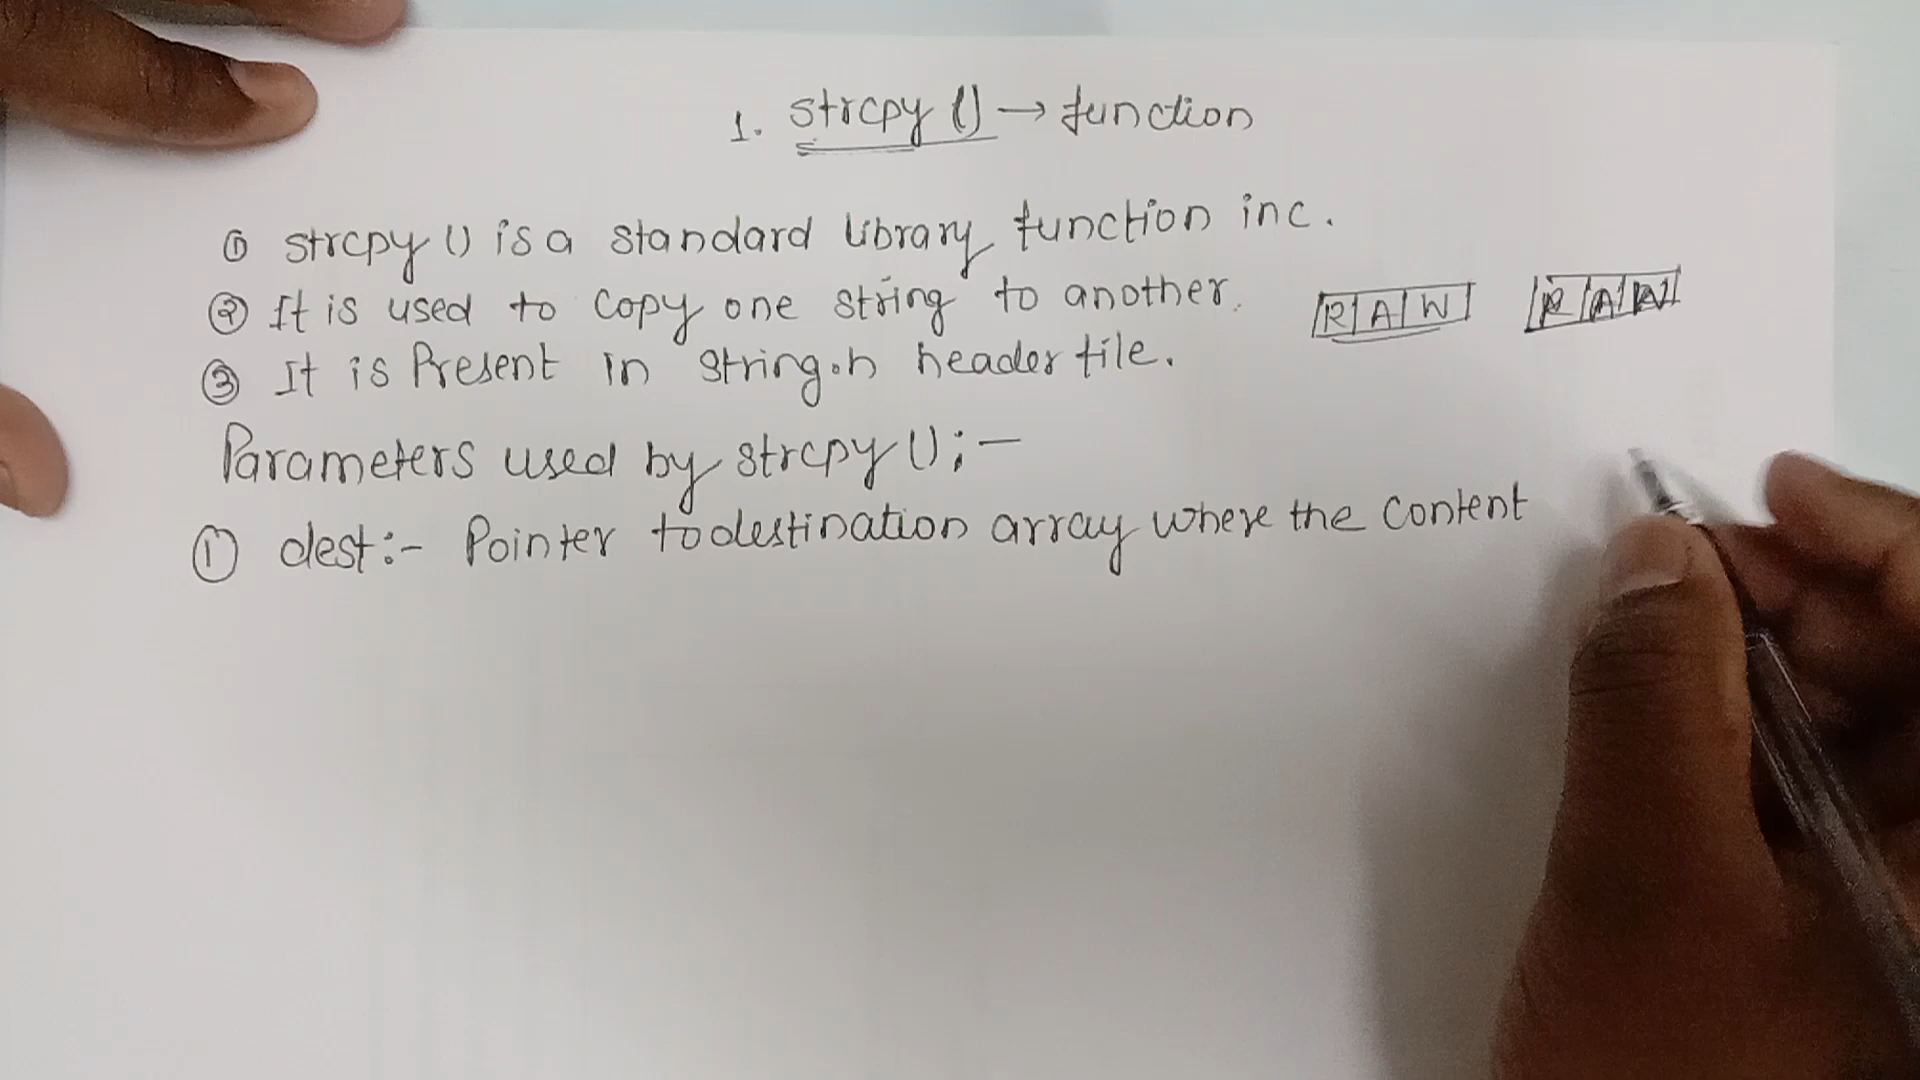 1. strcpy () → function
① strcpy () is a standard library function inc.
② It is used to copy one string to another. R A W R A W
③ It is Present in string.h header file.
Parameters used by strcpy (); -
① dest:- Pointer to destination array where the content